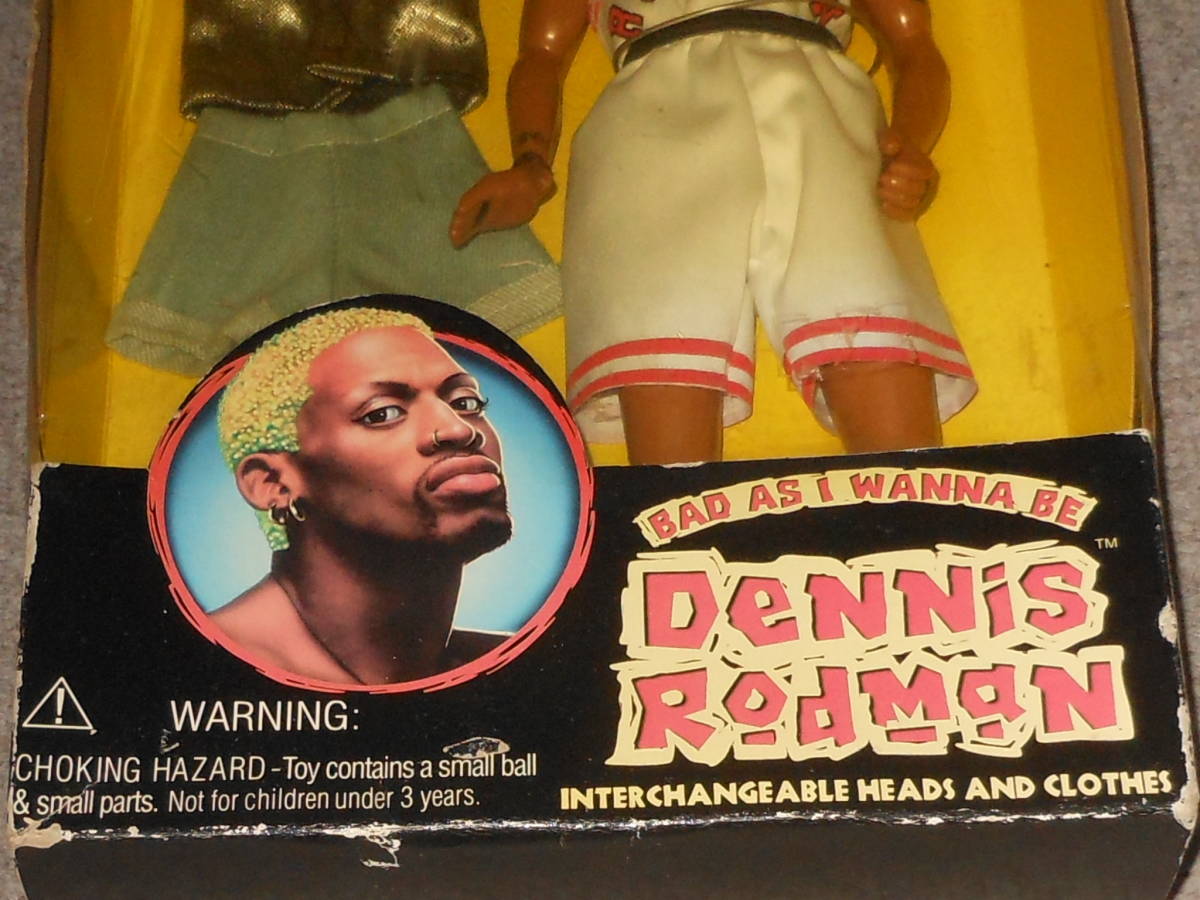 BAD AS I WANNA BE
DENNIS
RODMAN
TM
INTERCHANGEABLE HEADS AND CLOTHES
WARNING:
CHOKING HAZARD - Toy contains a small ball
& small parts. Not for children under 3 years.